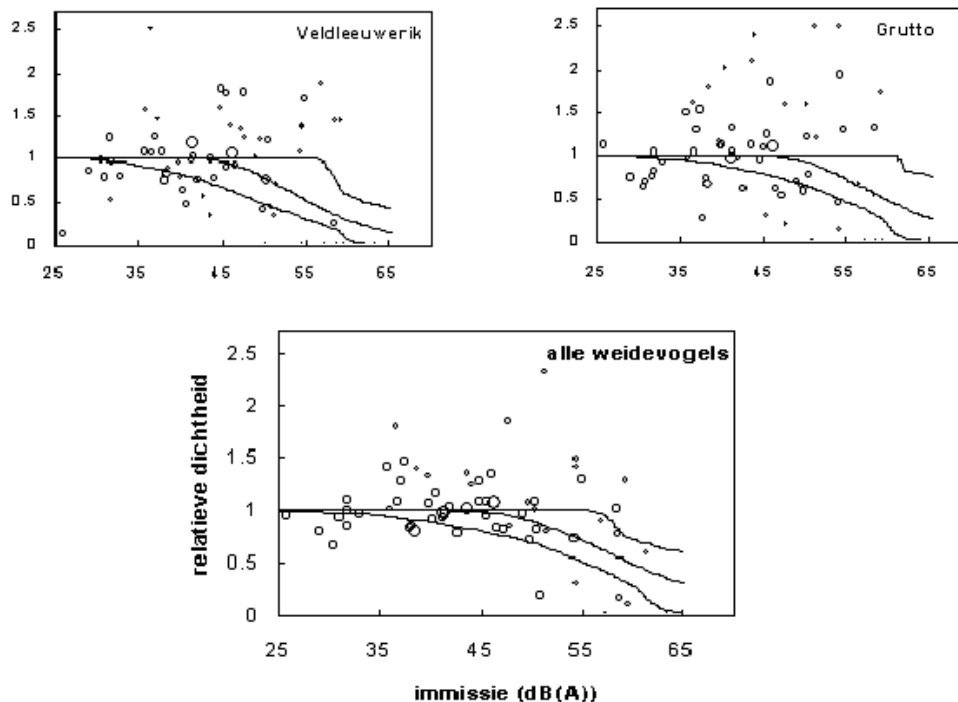 Veldleeuwerik
2.5
2
1.5
1
0.5
0
25 35 45 55 65
Grutto
2.5
2
1.5
1
0.5
0
25 35 45 55 65
alle weidevogels
relatieve dichtheid
2.5
2
1.5
1
0.5
0
25 35 45 55 65
immissie (dB(A))